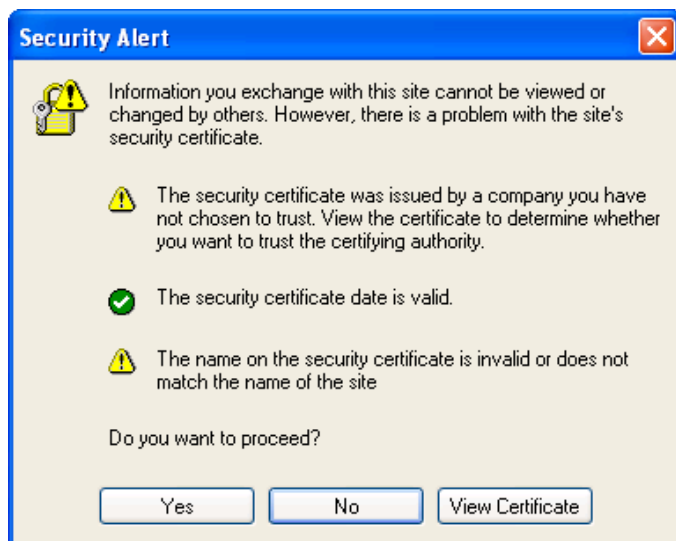 Security Alert
Information you exchange with this site cannot be viewed or
changed by others. However, there is a problem with the site's
security certificate.
The security certificate was issued by a company you have
not chosen to trust. View the certificate to determine whether
you want to trust the certifying authority.
The security certificate date is valid.
The name on the security certificate is invalid or does not
match the name of the site
Do you want to proceed?
Yes No View Certificate